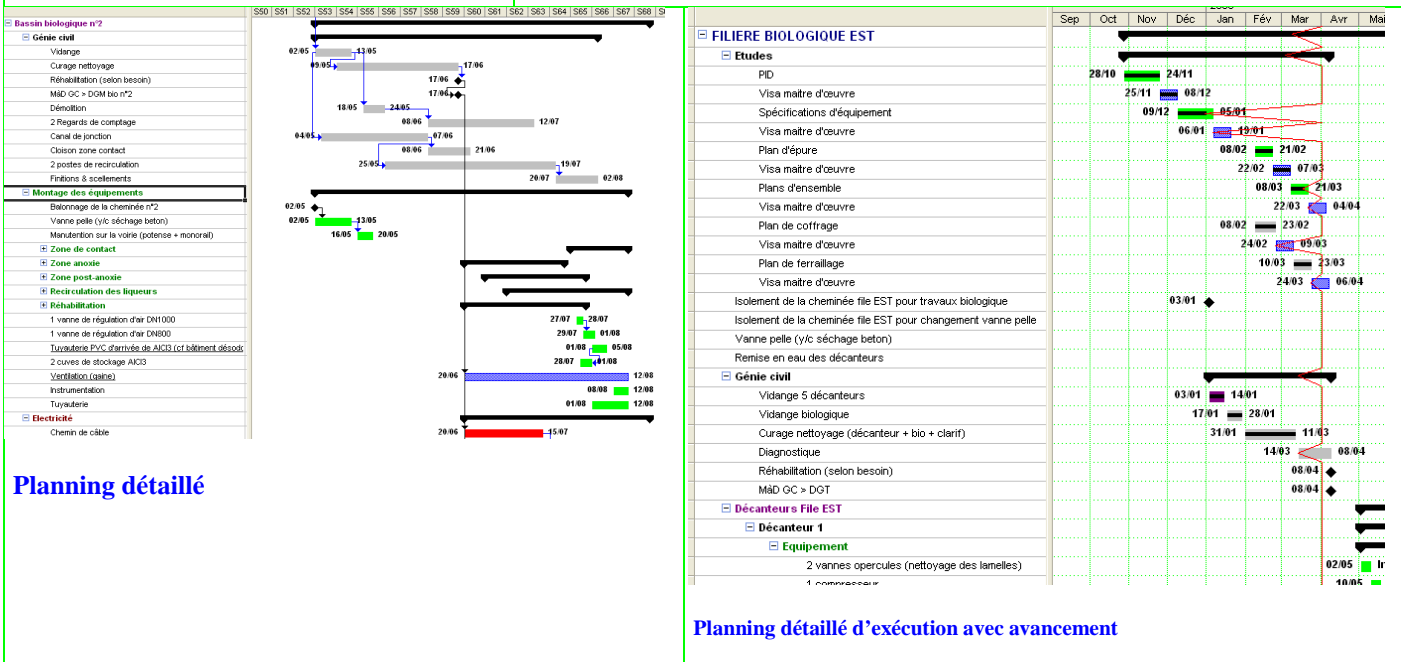 S50 S51 S52 S53 S54 S55 S56 S57 S58 S59 S60 S61 S62 S63 S64 S65 S66 S67 S68
Bassin biologique n°2
Génie civil
Vidange 02/05 13/05
Curage nettoyage 09/05 17/06
Réhabilitation (selon besoin) 17/06
MàD GC > DGM bio n°2 17/06
Démolition 18/05 24/05
2 Regards de comptage 08/06 12/07
Canal de jonction 04/05 07/06
Cloison zone contact 08/06 21/06
2 postes de recirculation 25/05 19/07
Finitions & scellements 20/07 02/08
Montage des équipements
Balonnage de la cheminée n°2 02/05
Vanne pelle (y/c séchage beton) 02/05 13/05
Manutention sur la voirie (potense + monorail) 16/05 20/05
Zone de contact
Zone anoxie
Zone post-anoxie
Recirculation des liqueurs
Réhabilitation
1 vanne de régulation d'air DN1000 27/07 28/07
1 vanne de régulation d'air DN800 29/07 01/08
Tuyauterie PVC d'arrivée de AlCl3 (cf bâtiment désodo 01/08 05/08
2 cuves de stockage AlCl3 28/07 01/08
Ventilation (gaine) 20/06 12/08
Instrumentation 08/08 12/08
Tuyauterie 01/08 12/08
Electricité
Chemin de câble 20/06 15/07
Planning détaillé
Sep Oct Nov Déc Jan Fév Mar Avr Mai
FILIERE BIOLOGIQUE EST
Etudes
PID 28/10 24/11
Visa maitre d'œuvre 25/11 08/12
Spécifications d'équipement 09/12 05/01
Visa maitre d'œuvre 06/01 19/01
Plan d'épure 08/02 21/02
Visa maitre d'œuvre 22/02 07/03
Plans d'ensemble 08/03 21/03
Visa maitre d'œuvre 22/03 04/04
Plan de coffrage 08/02 23/02
Visa maitre d'œuvre 24/02 09/03
Plan de ferraillage 10/03 23/03
Visa maitre d'œuvre 24/03 06/04
Isolement de la cheminée file EST pour travaux biologique 03/01
Isolement de la cheminée file EST pour changement vanne pelle
Vanne pelle (y/c séchage beton)
Remise en eau des décanteurs
Génie civil
Vidange 5 décanteurs 03/01 14/01
Vidange biologique 17/01 28/01
Curage nettoyage (décanteur + bio + clarif) 31/01 11/03
Diagnostique 14/03 08/04
Réhabilitation (selon besoin) 08/04
MàD GC > DGT 08/04
Décanteurs File EST
Décanteur 1
Equipement
2 vannes opercules (nettoyage des lamelles) 02/05
1 compresseur 10/05
Planning détaillé d'exécution avec avancement